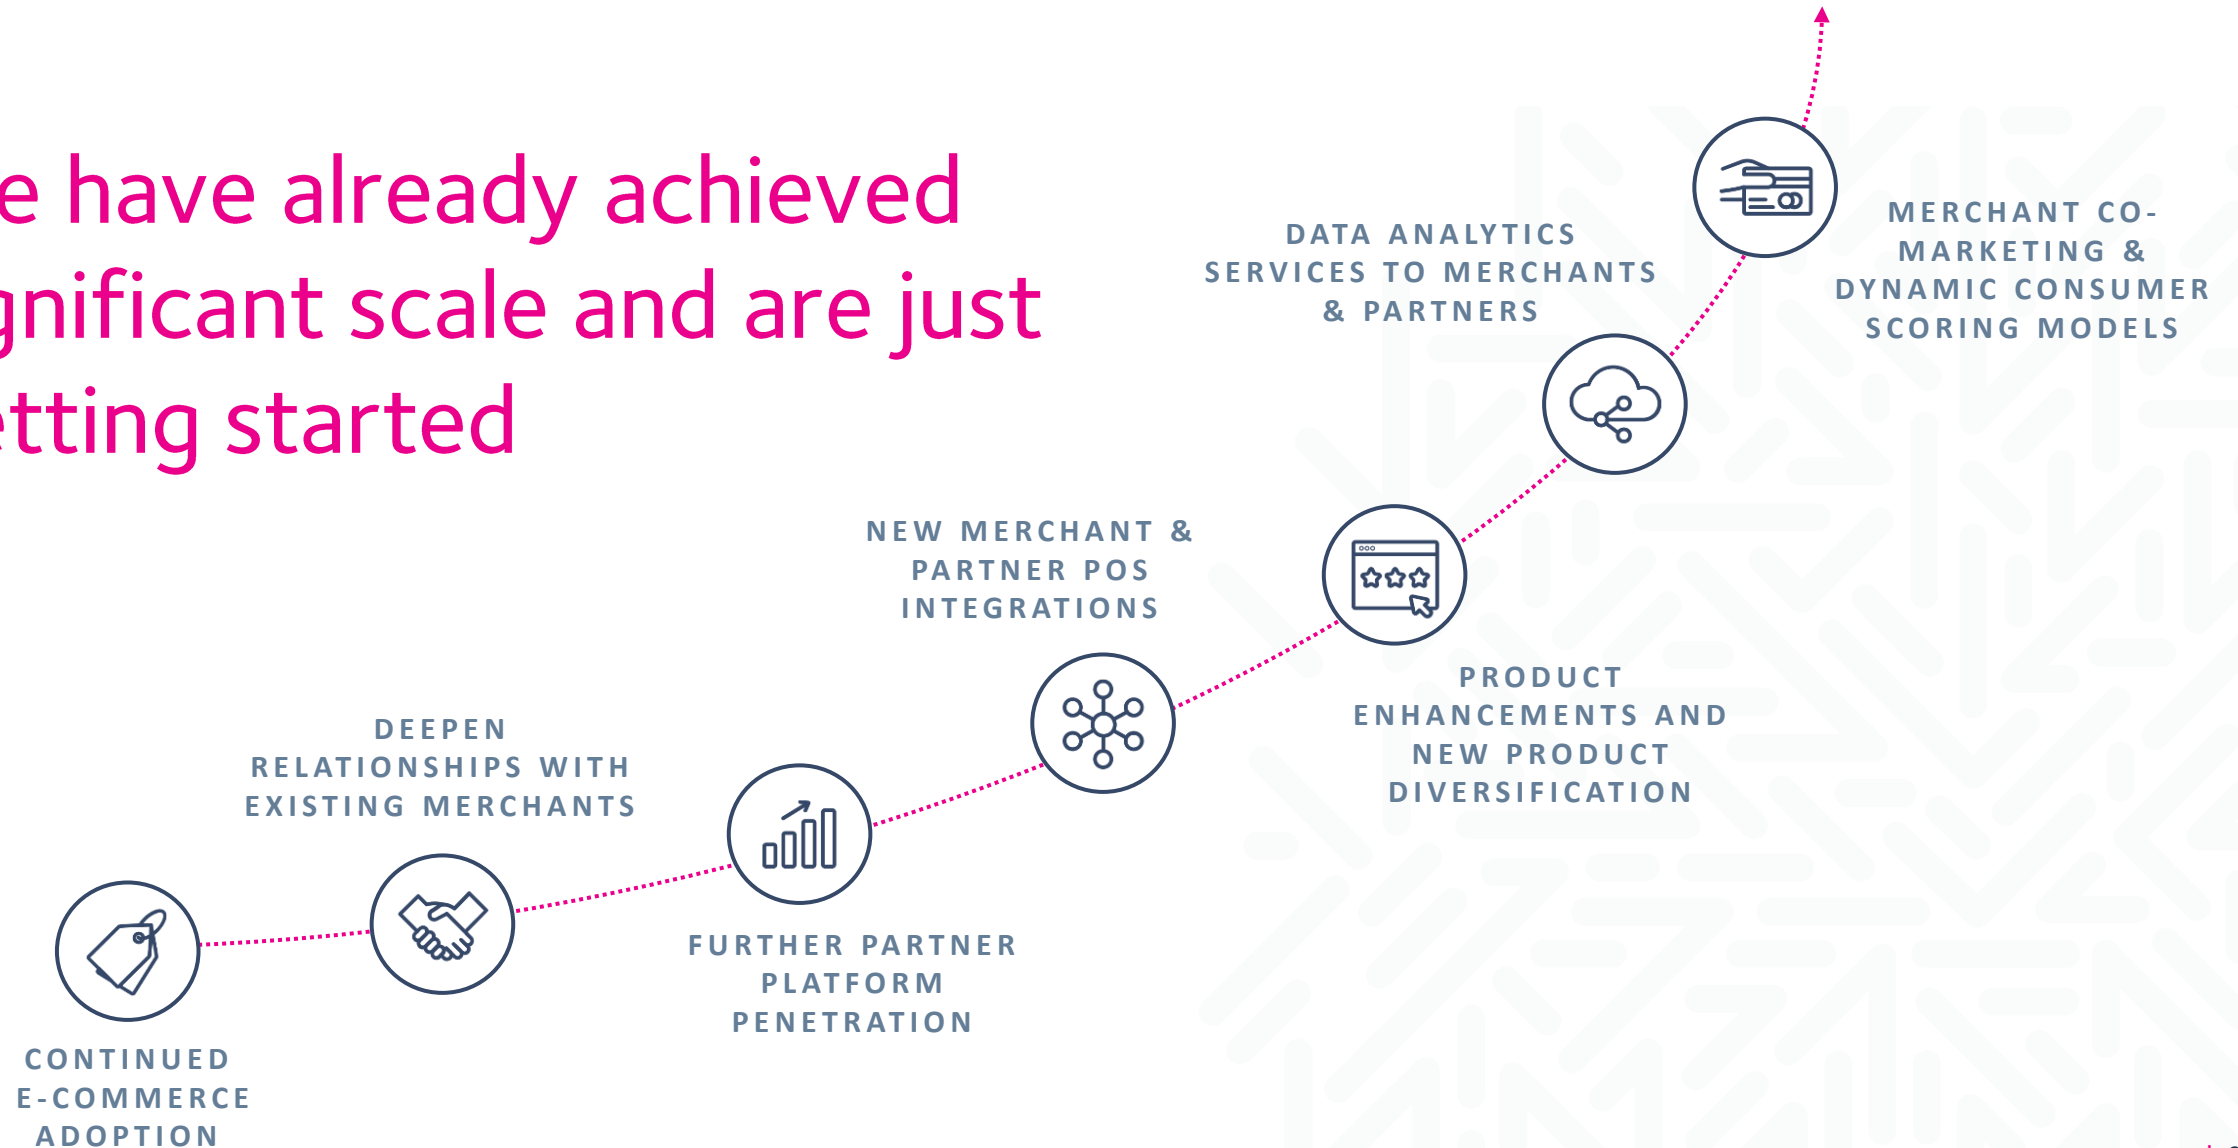 e have already achieved
gnificant scale and are just
etting started
DATA ANALYTICS
SERVICES TO MERCHANTS
& PARTNERS
MERCHANT CO-
MARKETING &
DYNAMIC CONSUMER
SCORING MODELS
NEW MERCHANT &
PARTNER POS
INTEGRATIONS
PRODUCT
ENHANCEMENTS AND
NEW PRODUCT
DIVERSIFICATION
DEEPEN
RELATIONSHIPS WITH
EXISTING MERCHANTS
FURTHER PARTNER
PLATFORM
PENETRATION
CONTINUED
E-COMMERCE
ADOPTION